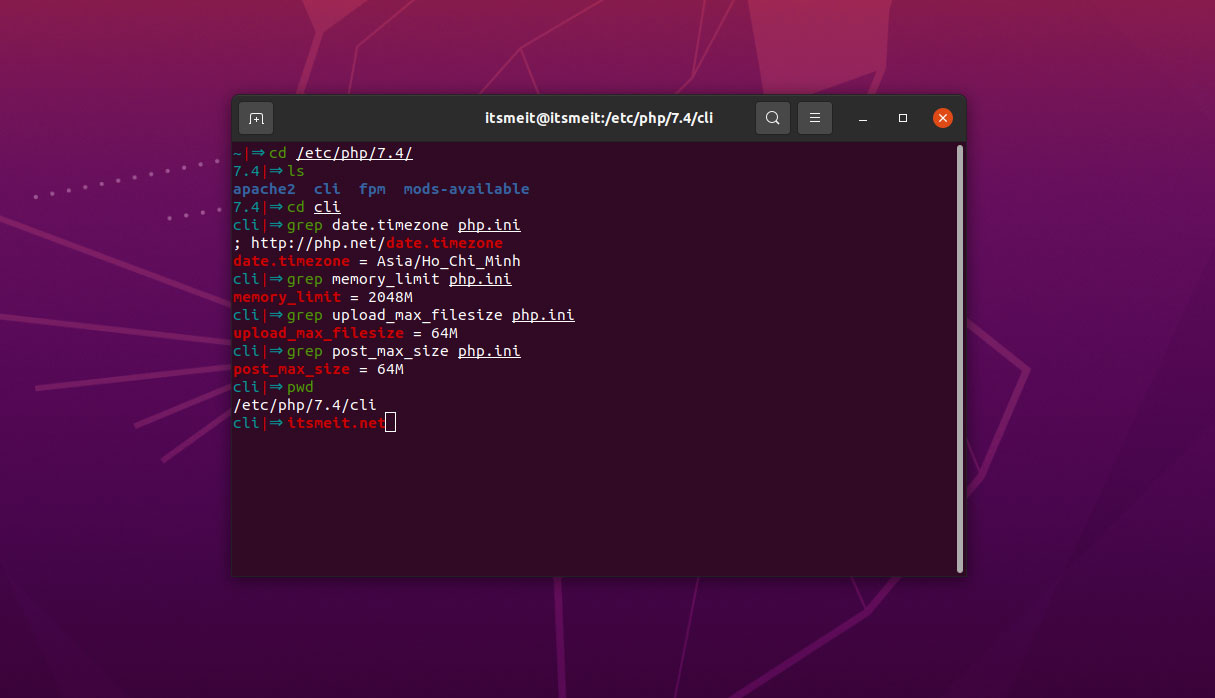 itsmeit@itsmeit:/etc/php/7.4/cli
~|⇒ cd /etc/php/7.4/
7.4|⇒ ls
apache2  cli  fpm  mods-available
7.4|⇒ cd cli
cli|⇒ grep date.timezone php.ini
; http://php.net/date.timezone
date.timezone = Asia/Ho_Chi_Minh
cli|⇒ grep memory_limit php.ini
memory_limit = 2048M
cli|⇒ grep upload_max_filesize php.ini
upload_max_filesize = 64M
cli|⇒ grep post_max_size php.ini
post_max_size = 64M
cli|⇒ pwd
/etc/php/7.4/cli
cli|⇒ itsmeit.net